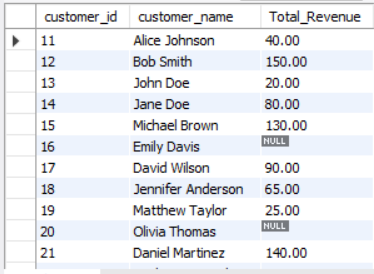 customer_id customer_name Total_Revenue
11 Alice Johnson 40.00
12 Bob Smith 150.00
13 John Doe 20.00
14 Jane Doe 80.00
15 Michael Brown 130.00
16 Emily Davis NULL
17 David Wilson 90.00
18 Jennifer Anderson 65.00
19 Matthew Taylor 25.00
20 Olivia Thomas NULL
21 Daniel Martinez 140.00